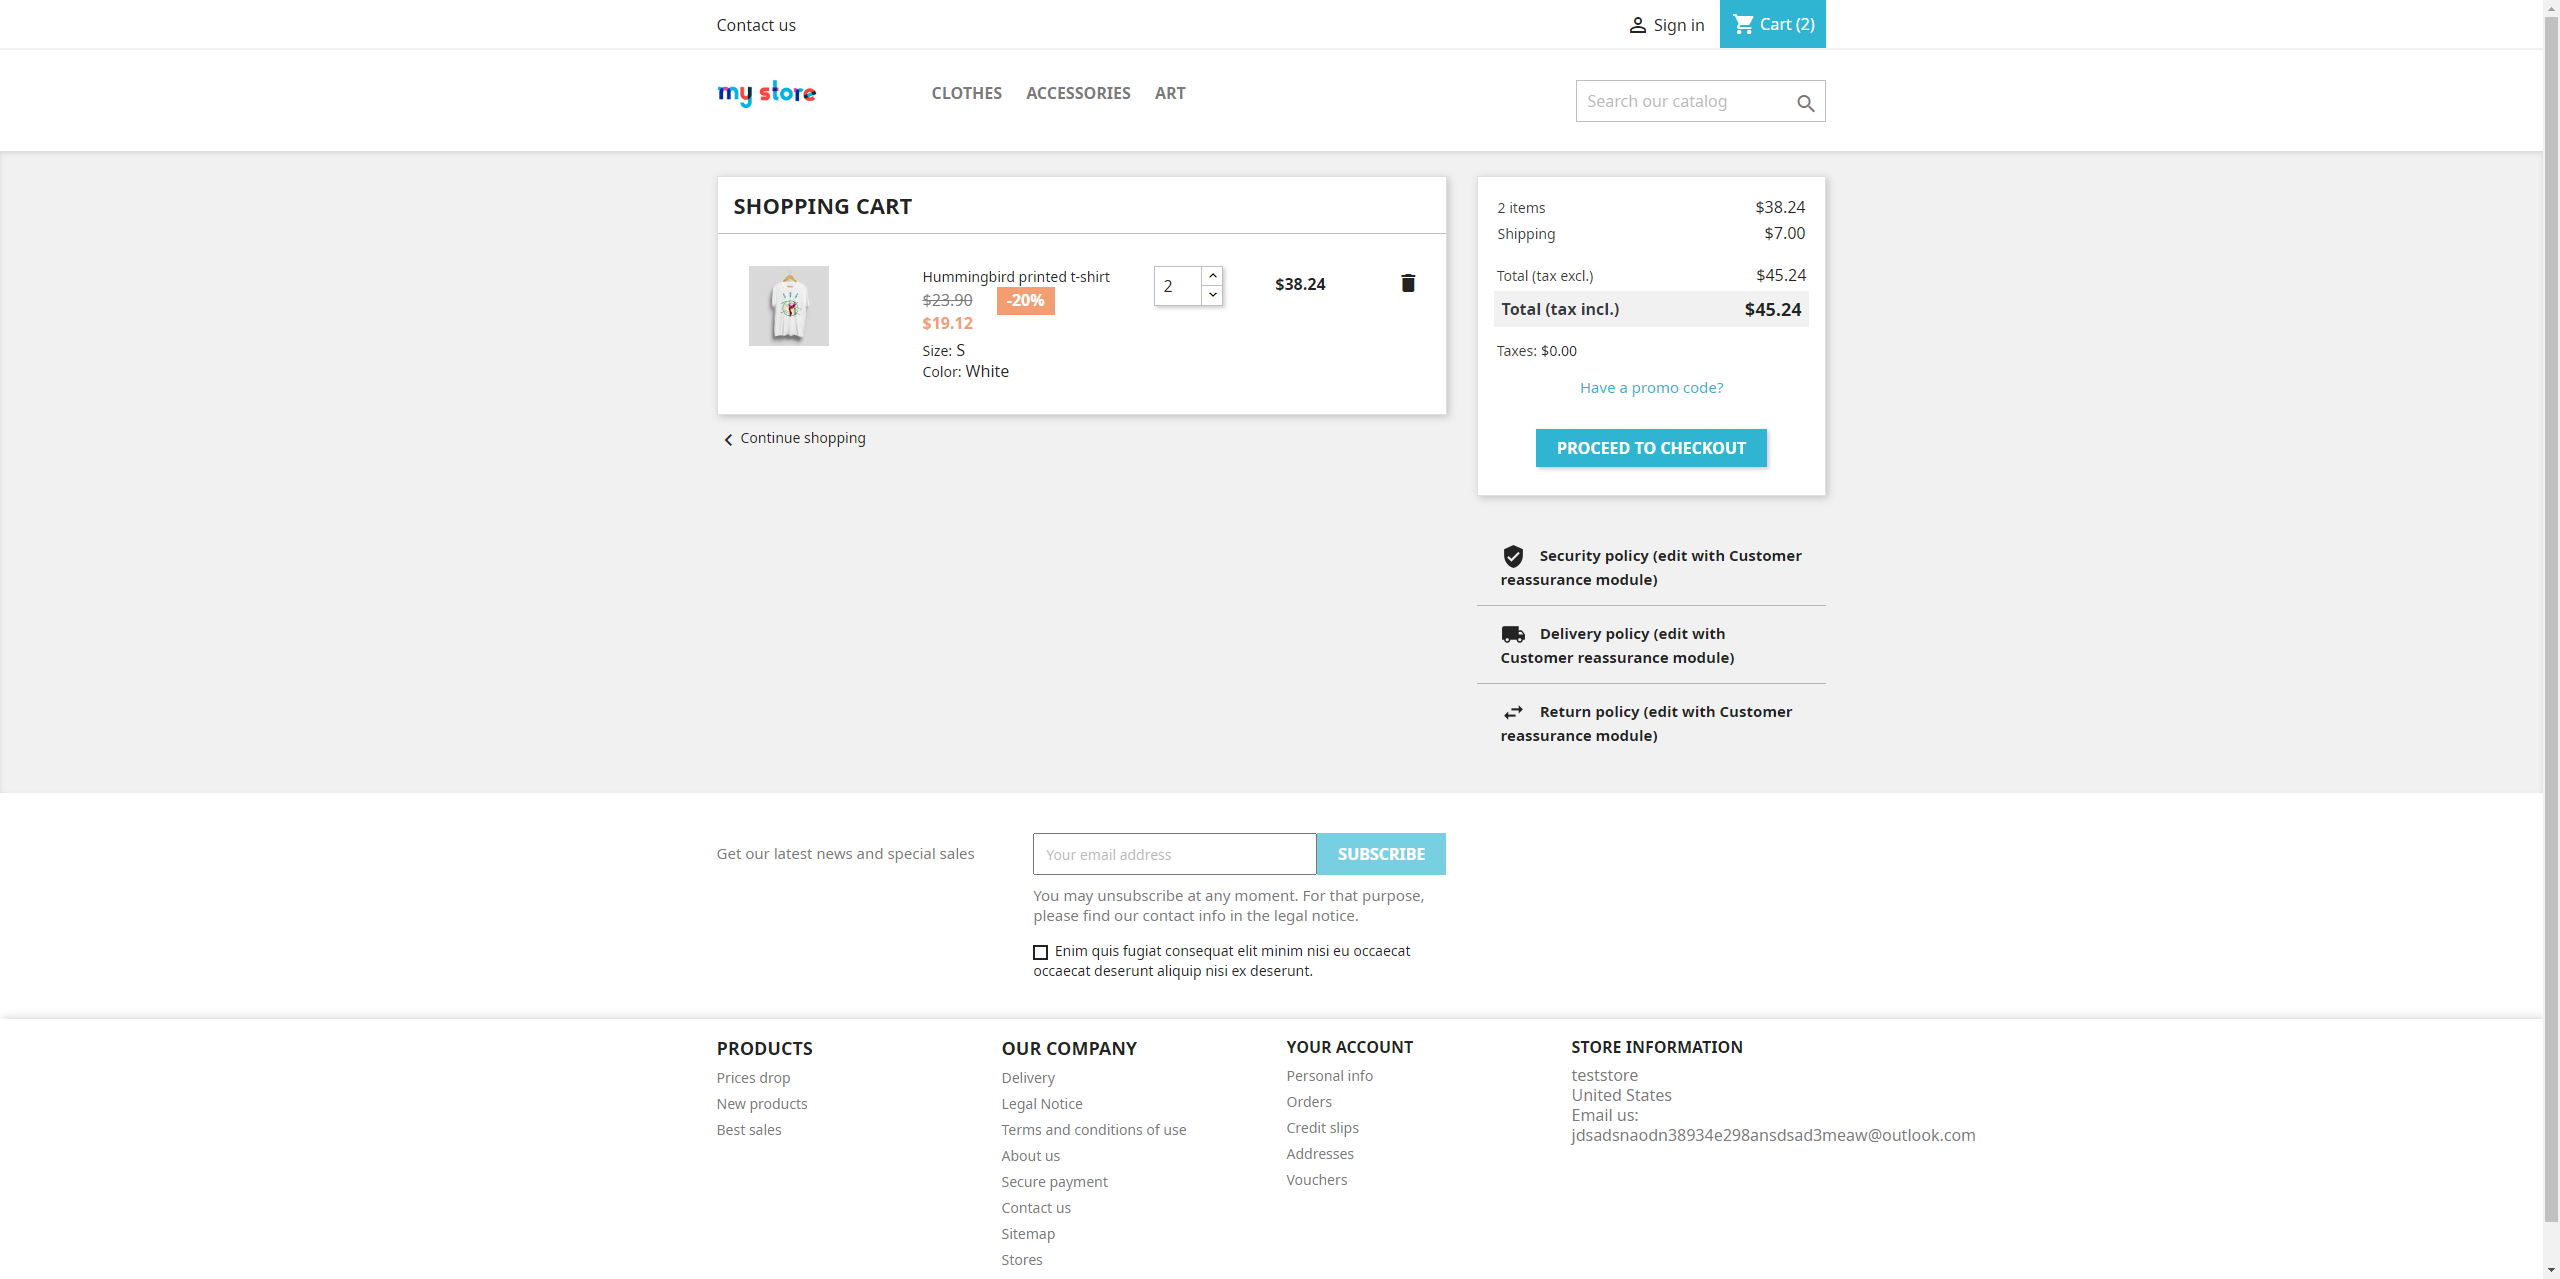 Contact us
Sign in
Cart (2)
my store
CLOTHES
ACCESSORIES
ART
Search our catalog
SHOPPING CART
Hummingbird printed t-shirt
$23.90 -20%
$19.12
Size: S
Color: White
2
$38.24
Continue shopping
2 items $38.24
Shipping $7.00
Total (tax excl.) $45.24
Total (tax incl.) $45.24
Taxes: $0.00
Have a promo code?
PROCEED TO CHECKOUT
Security policy (edit with Customer
reassurance module)
Delivery policy (edit with
Customer reassurance module)
Return policy (edit with Customer
reassurance module)
Get our latest news and special sales
Your email address
SUBSCRIBE
You may unsubscribe at any moment. For that purpose,
please find our contact info in the legal notice.
Enim quis fugiat consequat elit minim nisi eu occaecat
occaecat deserunt aliquip nisi ex deserunt.
PRODUCTS
Prices drop
New products
Best sales
OUR COMPANY
Delivery
Legal Notice
Terms and conditions of use
About us
Secure payment
Contact us
Sitemap
Stores
YOUR ACCOUNT
Personal info
Orders
Credit slips
Addresses
Vouchers
STORE INFORMATION
teststore
United States
Email us:
jdsadsnaodn38934e298ansdsad3meaw@outlook.com